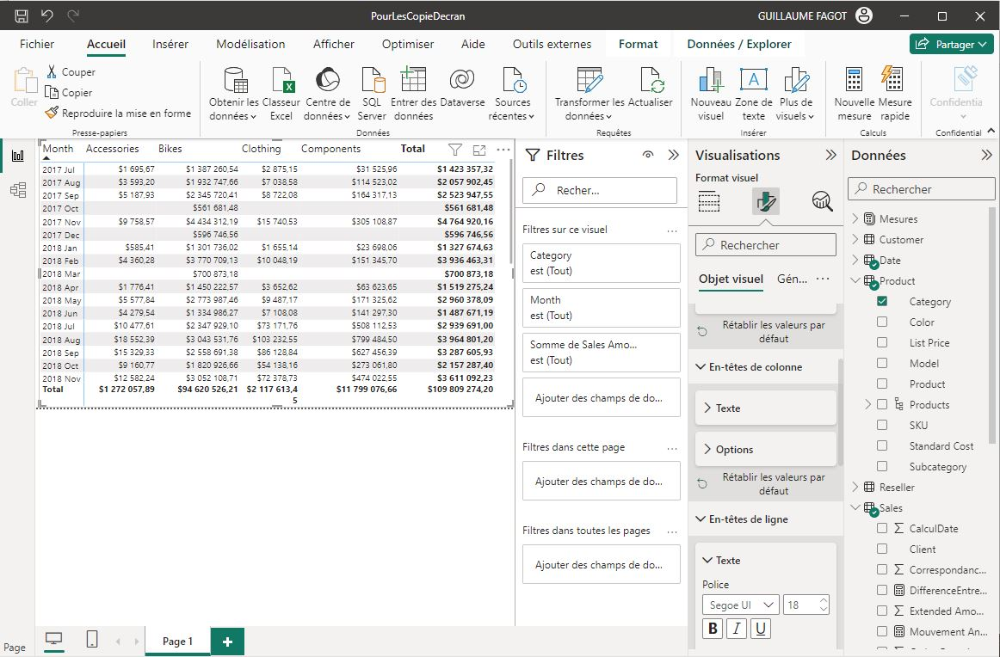 PourLesCopieDecran
GUILLAUME FAGOT
Fichier Accueil Insérer Modélisation Afficher Optimiser Aide Outils externes Format Données / Explorer Partager
Coller
Couper
Copier
Reproduire la mise en forme
Presse-papiers
Obtenir les données
Classeur Excel
Centre de données
SQL Server
Entrer des données
Dataverse
Sources récentes
Données
Transformer les données
Actualiser
Requêtes
Nouveau visuel
Zone de texte
Plus de visuels
Insérer
Nouvelle mesure
Mesure rapide
Calculs
Confidentia
Confidential
Month Accessories Bikes Clothing Components Total
2017 Jul $1 695,67 $1 387 260,54 $2 875,15 $31 525,96 $1 423 357,32
2017 Aug $3 593,20 $1 932 747,66 $7 038,58 $114 523,02 $2 057 902,45
2017 Sep $5 187,93 $2 345 720,41 $8 722,08 $164 317,13 $2 523 947,55
2017 Oct $561 681,48 $561 681,48
2017 Nov $9 758,57 $4 434 312,19 $15 740,53 $305 108,87 $4 764 920,16
2017 Dec $596 746,56 $596 746,56
2018 Jan $585,41 $1 301 736,02 $1 655,14 $23 698,06 $1 327 674,63
2018 Feb $4 360,28 $3 770 709,13 $10 048,19 $151 345,70 $3 936 463,31
2018 Mar $700 873,18 $700 873,18
2018 Apr $1 776,41 $1 450 222,57 $3 652,62 $63 623,65 $1 519 275,24
2018 May $5 577,84 $2 773 987,46 $9 487,17 $171 325,62 $2 960 378,09
2018 Jun $4 279,54 $1 334 986,27 $7 108,08 $141 297,30 $1 487 671,19
2018 Jul $10 477,61 $2 347 929,10 $73 171,76 $508 112,53 $2 939 691,00
2018 Aug $18 552,39 $3 043 531,76 $103 232,55 $799 484,50 $3 964 801,20
2018 Sep $15 329,33 $2 558 691,38 $86 128,84 $627 456,39 $3 287 605,93
2018 Oct $9 160,77 $1 820 926,66 $54 138,16 $273 061,80 $2 157 287,40
2018 Nov $12 582,24 $3 052 108,71 $72 378,73 $474 022,55 $3 611 092,23
Total $1 272 057,89 $94 620 526,21 $2 117 613,4 $11 799 076,66 $109 809 274,20
5
Filtres
Recher...
Filtres sur ce visuel
Category
est (Tout)
Month
est (Tout)
Somme de Sales Amo...
est (Tout)
Ajouter des champs de do...
Filtres dans cette page
Ajouter des champs de do...
Filtres dans toutes les pages
Ajouter des champs de do...
Visualisations
Format visuel
Rechercher
Objet visuel Gén...
Rétablir les valeurs par
défaut
En-têtes de colonne
Texte
Options
Rétablir les valeurs par
défaut
En-têtes de ligne
Texte
Police
Segoe UI 18
B I U
Données
Rechercher
Mesures
Customer
Date
Product
Category
Color
List Price
Model
Product
Products
SKU
Standard Cost
Subcategory
Reseller
Sales
CalculDate
Client
Correspondanc...
DifferenceEntre...
Extended Amo...
Mouvement An...
Page
Page 1